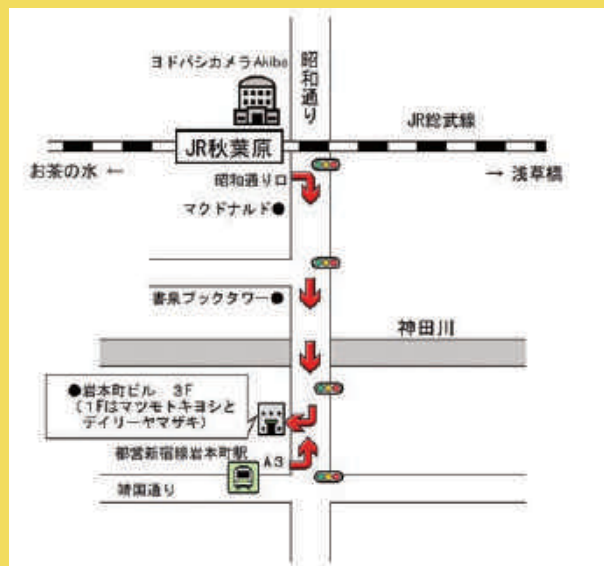 ヨドバシカメラAkiba
昭和通り
JR総武線
JR秋葉原
お茶の水 ←
昭和通り口
→ 浅草橋
マクドナルド●
書泉ブックタワー●
神田川
●岩本町ビル 3F
(1Fはマツモトキヨシと
デイリーヤマザキ)
都営新宿線岩本町駅
A3
靖国通り